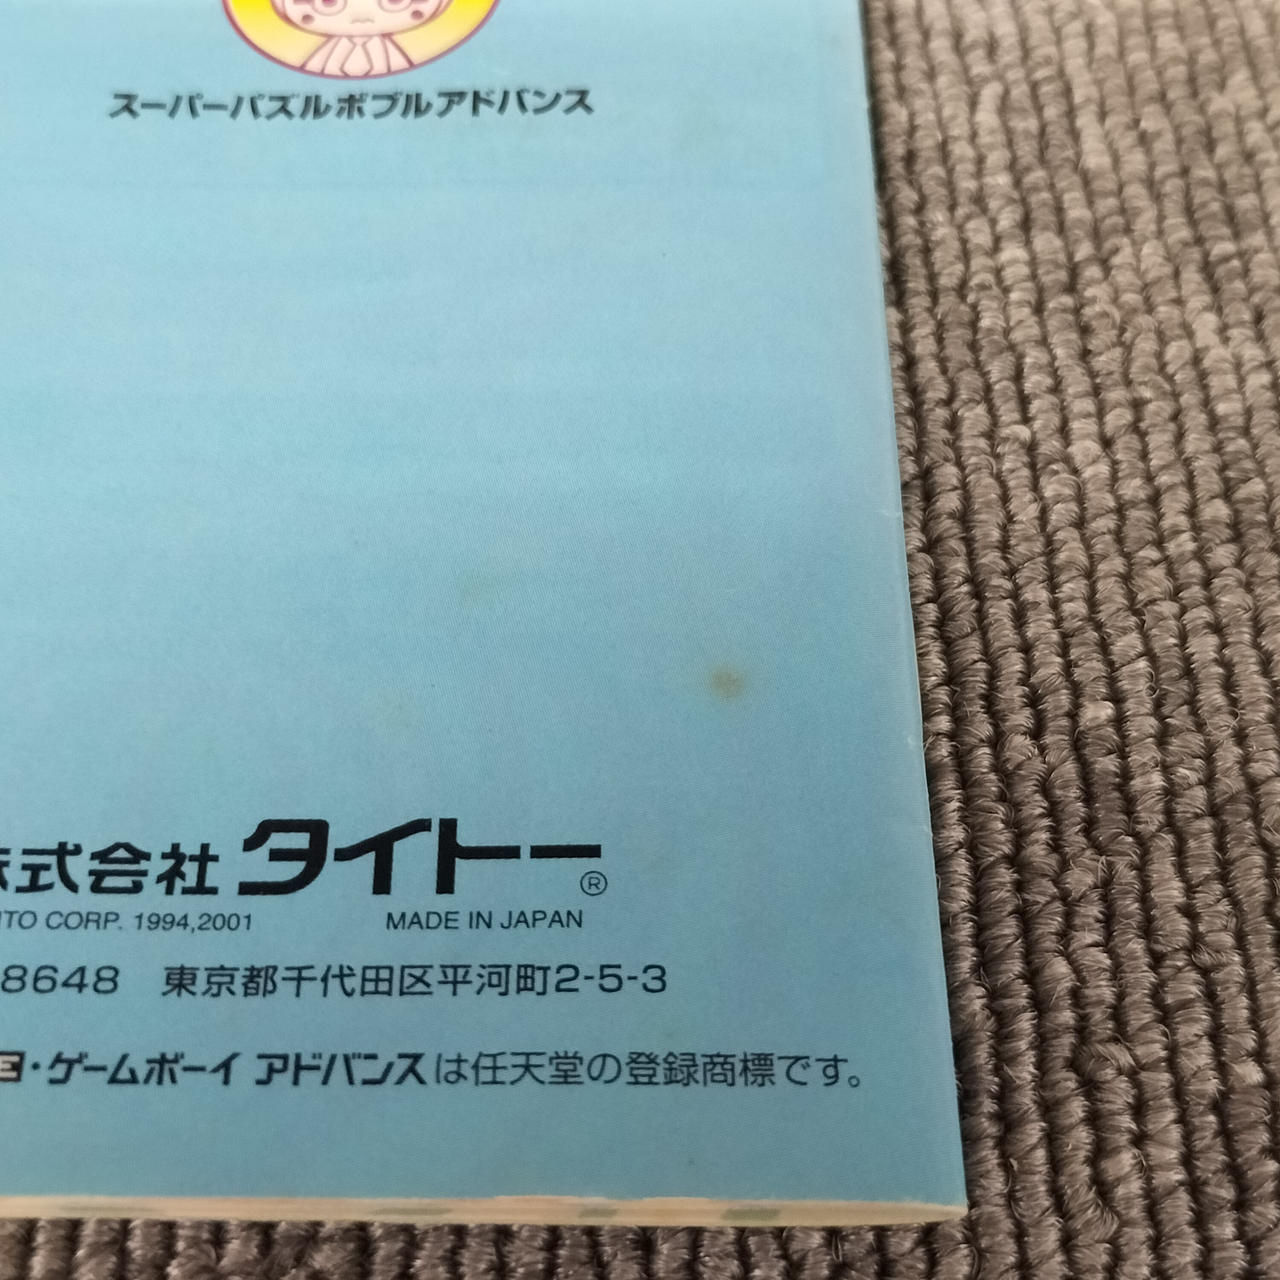 スーパーパズルボブルアドバンス
株式会社 タイトー®
ITO CORP. 1994,2001 MADE IN JAPAN
8648 東京都千代田区平河町2-5-3
・ゲームボーイ アドバンスは任天堂の登録商標です。